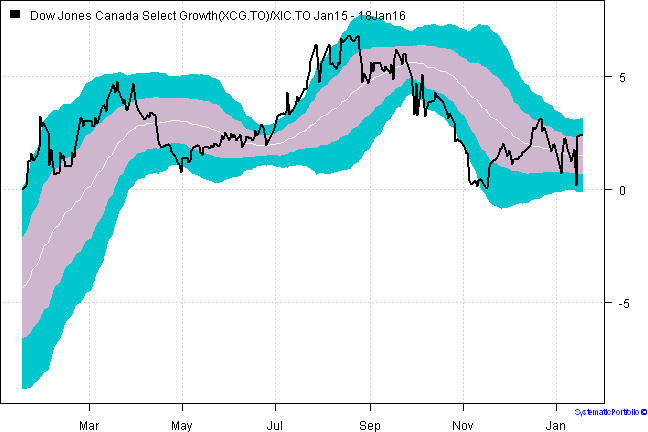 Dow Jones Canada Select Growth(XCG.TO)/XIC.TO Jan15 - 18Jan16
5
0
-5
Mar May Jul Sep Nov Jan
SystematicPortfolio ©